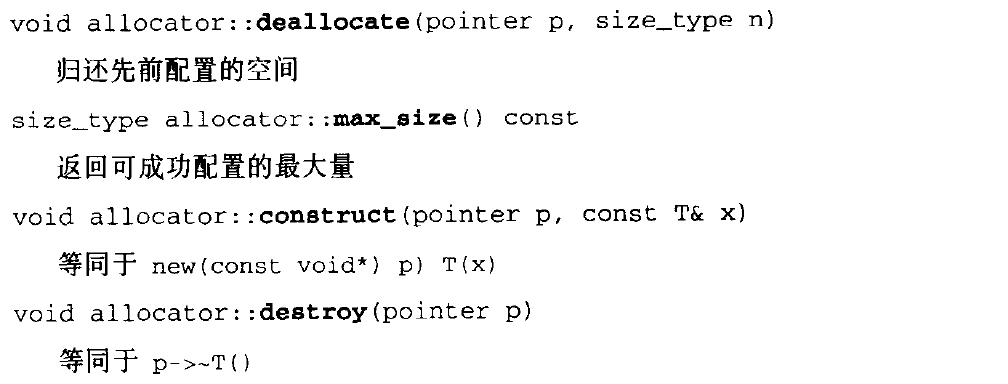 void allocator::deallocate(pointer p, size_type n)
归还先前配置的空间
size_type allocator::max_size() const
返回可成功配置的最大量
void allocator::construct(pointer p, const T& x)
等同于 new(const void*) p) T(x)
void allocator::destroy(pointer p)
等同于 p->~T()